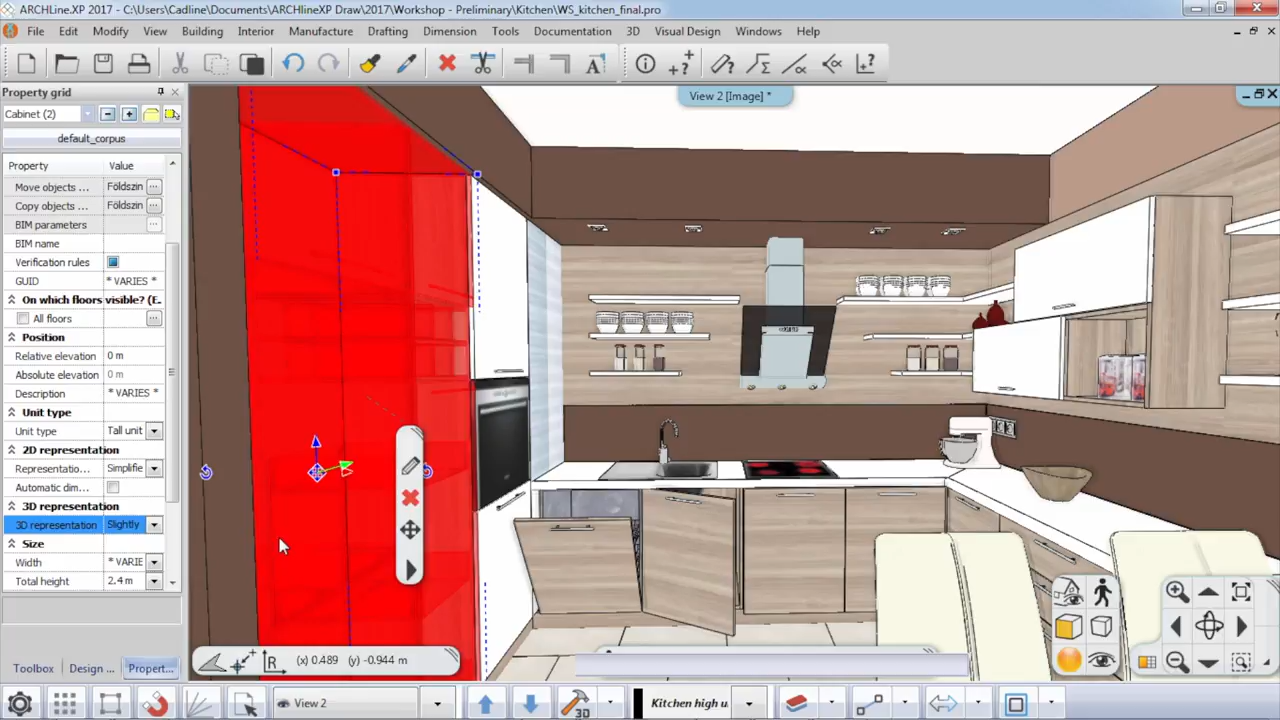 ARCHLine.XP 2017 - C:\Users\Cadline\Documents\ARCHlineXP Draw\2017\Workshop - Preliminary\Kitchen\WS_kitchen_final.pro
File Edit Modify View Building Interior Manufacture Drafting Dimension Tools Documentation 3D Visual Design Windows Help
Property grid
View 2 [Image] *
Cabinet (2)
default_corpus
Property Value
Move objects ... Földszin ...
Copy objects ... Földszin ...
BIM parameters ...
BIM name
Verification rules
GUID * VARIES *
On which floors visible? (E...
All floors ...
Position
Relative elevation 0 m
Absolute elevation 0 m
Description * VARIES *
Unit type
Unit type Tall unit
2D representation
Representatio... Simplifie
Automatic dim...
3D representation
3D representation Slightly
Size
Width * VARIE
Total height 2.4 m
Toolbox Design ... Propert...
R (x) 0.489 (y) -0.944 m
3D
View 2
Kitchen high u